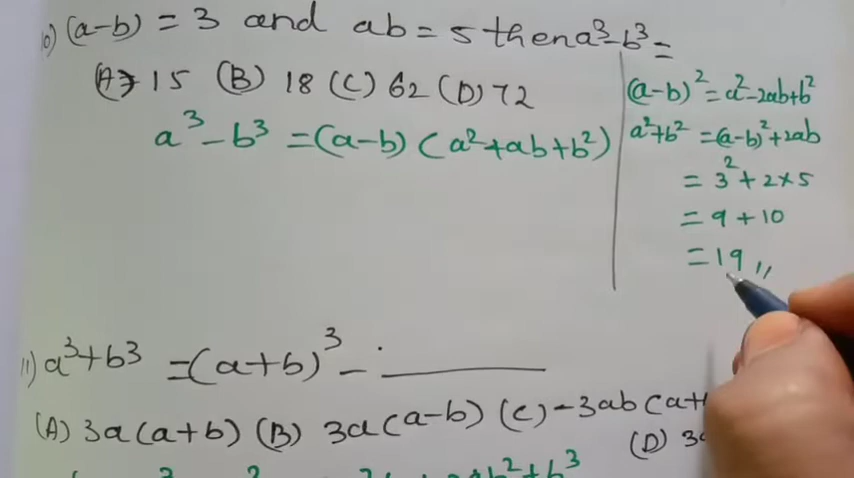 10) (a-b) = 3 and ab = 5 then a³-b³ =
(A) 15 (B) 18 (C) 62 (D) 72
a³ - b³ = (a-b) (a²+ab+b²)
(a-b)² = a²-2ab+b²
a²+b² = (a-b)²+2ab
= 3² + 2×5
= 9 + 10
= 19 //
11) a³+b³ = (a+b)³ - ________
(A) 3a(a+b) (B) 3a(a-b) (C) -3ab(a+
(D) 3